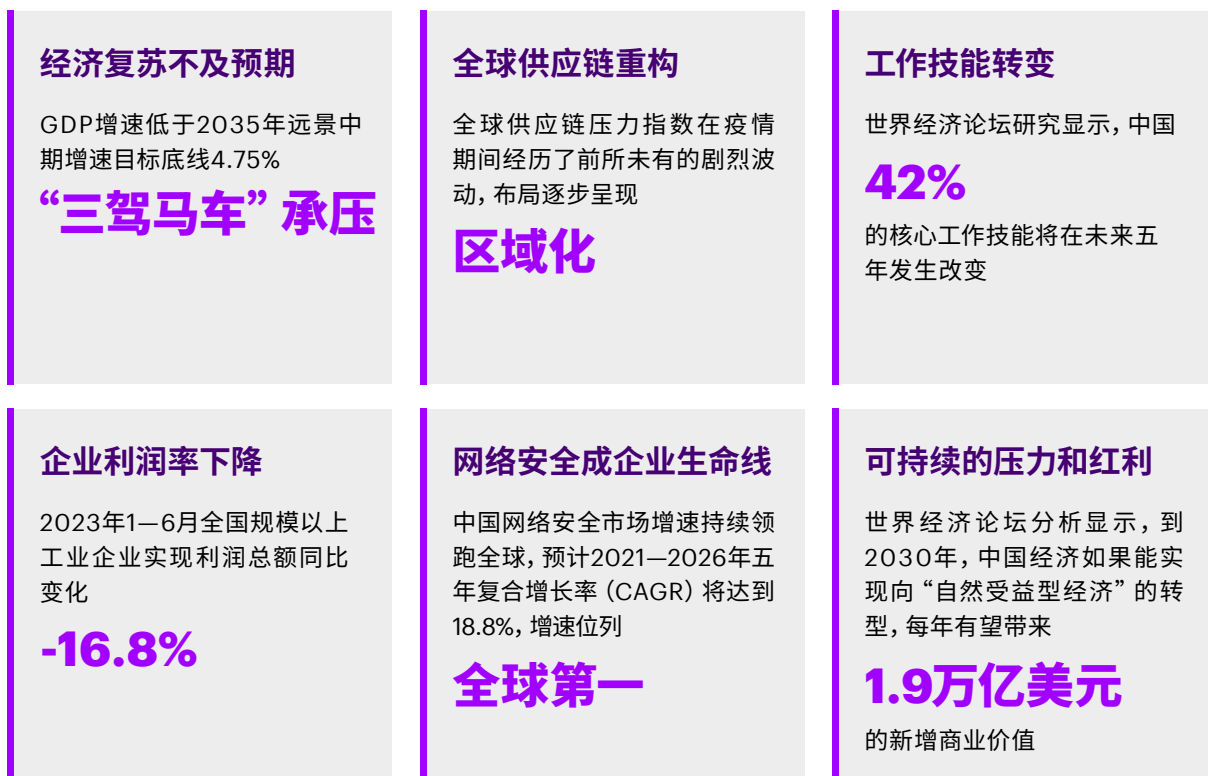 经济复苏不及预期
GDP增速低于2035年远景中
期增速目标底线4.75%
“三驾马车”承压
全球供应链重构
全球供应链压力指数在疫情
期间经历了前所未有的剧烈波
动，布局逐步呈现
区域化
工作技能转变
世界经济论坛研究显示，中国
42%
的核心工作技能将在未来五
年发生改变
企业利润率下降
2023年1—6月全国规模以上
工业企业实现利润总额同比
变化
-16.8%
网络安全成企业生命线
中国网络安全市场增速持续领
跑全球，预计2021—2026年五
年复合增长率（CAGR）将达到
18.8%，增速位列
全球第一
可持续的压力和红利
世界经济论坛分析显示，到
2030年，中国经济如果能实
现向“自然受益型经济”的转
型，每年有望带来
1.9万亿美元
的新增商业价值